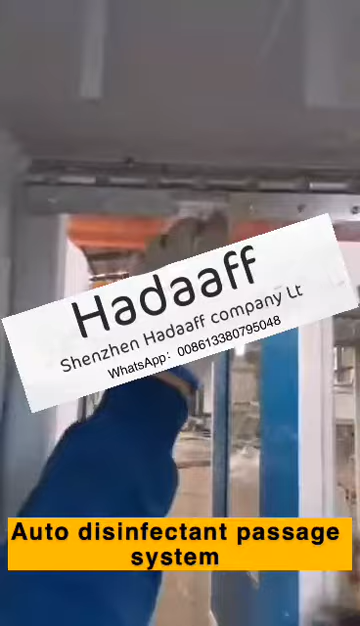 Hadaaff
Shenzhen Hadaaff company Lt
WhatsApp: 008613380795048
Auto disinfectant passage
system